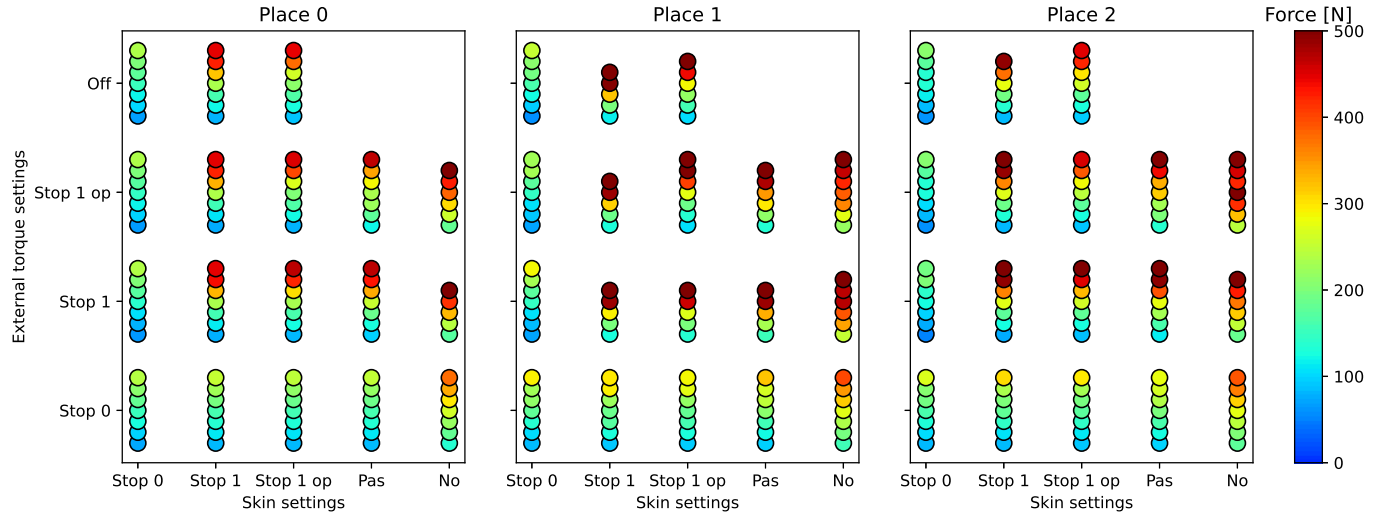 Place 0
Place 1
Place 2
Force [N]
External torque settings
Off
Stop 1 op
Stop 1
Stop 0
500
400
300
200
100
0
Stop 0 Stop 1 Stop 1 op Pas No
Stop 0 Stop 1 Stop 1 op Pas No
Stop 0 Stop 1 Stop 1 op Pas No
Skin settings
Skin settings
Skin settings